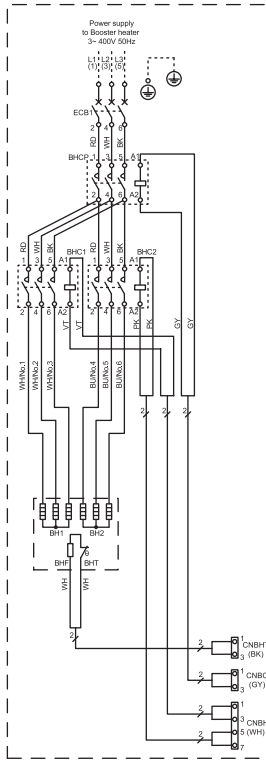 Power supply
to Booster heater
3~ 400V 50Hz
L1 L2 L3
(1) (3) (5)
ECB1
2 4 6
RD WH BK
BHCP 1 3 5 A1
2 4 6 A2
RD WH BK
RD WH BK
BHC1 BHC2
1 3 5 A1 1 3 5 A1
2 4 6 A2 2 4 6 A2
WH/No.1 WH/No.2 WH/No.3 VT VT BU/No.4 BU/No.5 BU/No.6 PK PK GY GY
2 2 2
BH1 BH2
BHF BHT θ
WH WH
2
2 1
CNBHT
3 (BK)
2 1
CNBC
3 (GY)
2 1
3 CNBH
5 (WH)
2 7